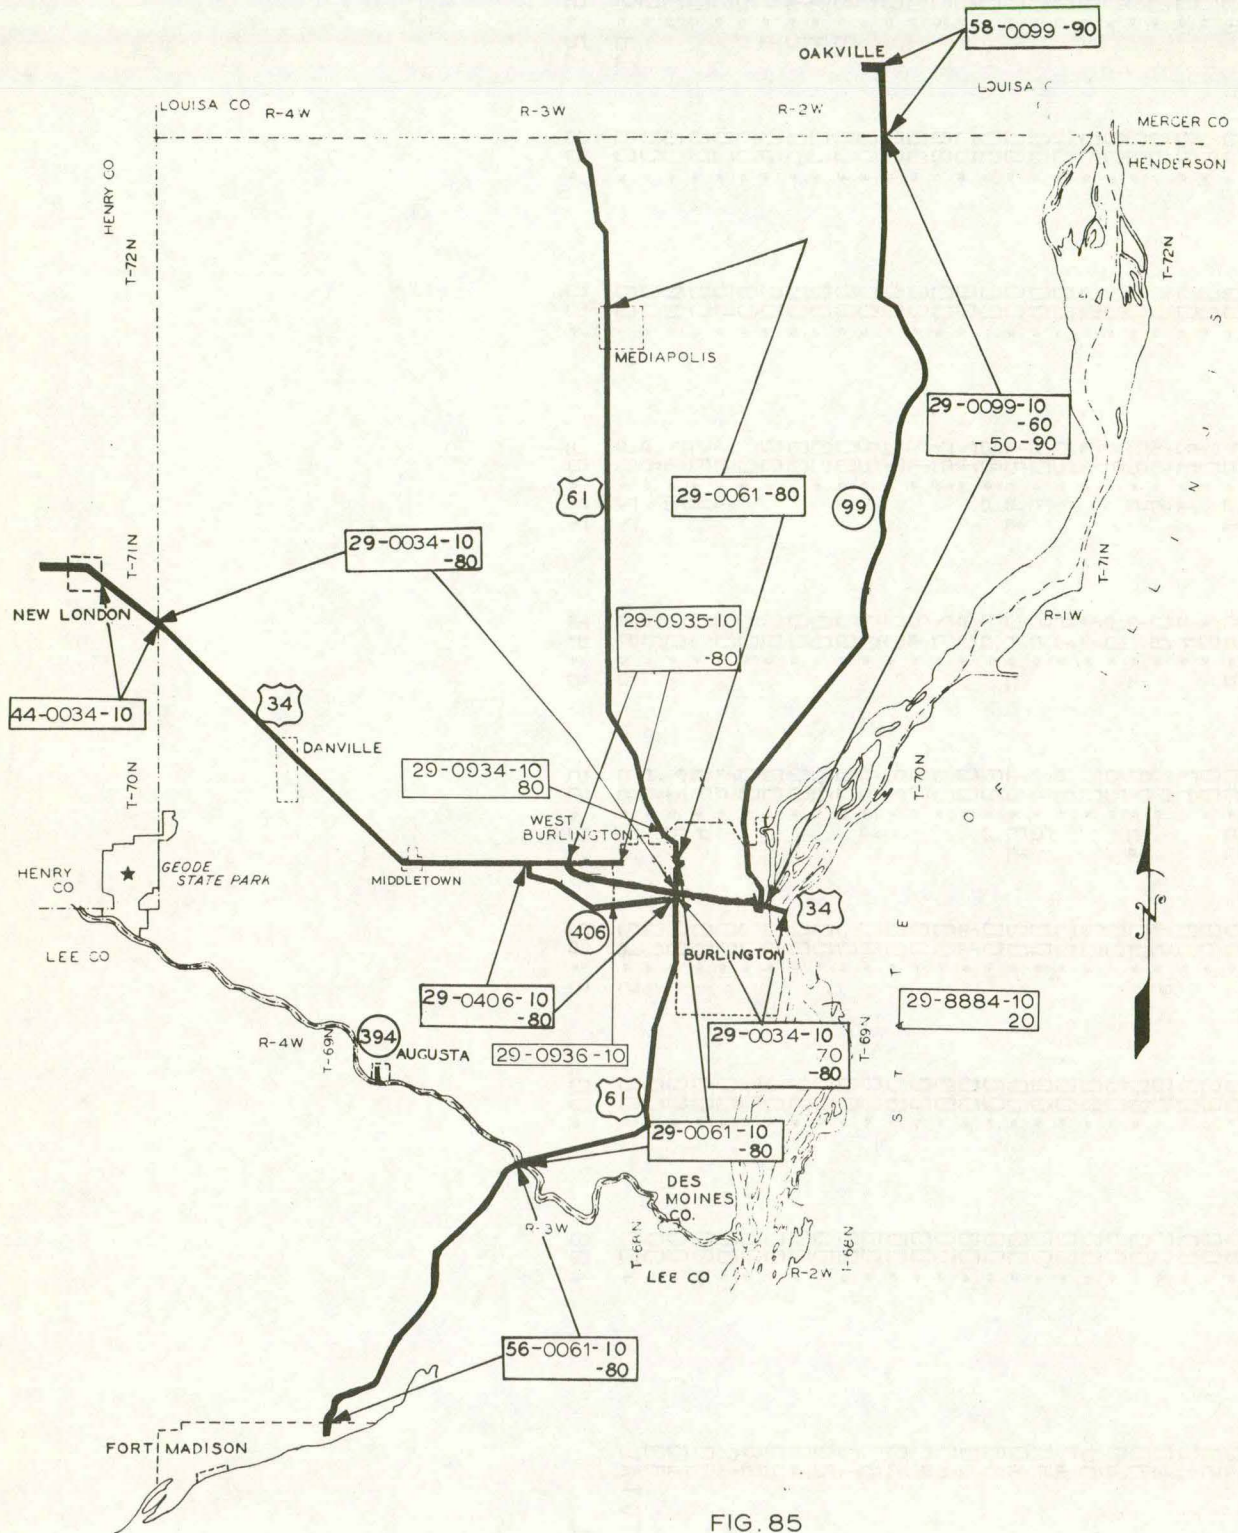 58-0099-90
OAKVILLE
LOUISA CO
R-4W
R-3W
R-2W
LOUISA C
MERCER CO
HENDERSON
HENRY CO
T-72N
T-72N
MEDIAPOLIS
29-0099-10
-60
-50-90
61
29-0061-80
99
T-71N
29-0034-10
-80
T-71N
NEW LONDON
R-1W
29-0935-10
-80
44-0034-10
34
DANVILLE
29-0934-10
80
T-70N
T-70N
WEST
BURLINGTON
HENRY
CO
GEODE
STATE PARK
MIDDLETOWN
34
406
BURLINGTON
LEE CO
STATE OF ILLINOIS
29-0406-10
-80
29-8884-10
20
394
R-4W
T-69N
AUGUSTA
29-0936-10
29-0034-10
70
-80
T-69N
61
29-0061-10
-80
DES
MOINES
CO.
R-3W
T-68N
T-68N
LEE CO
R-2W
56-0061-10
-80
FORT MADISON
FIG. 85